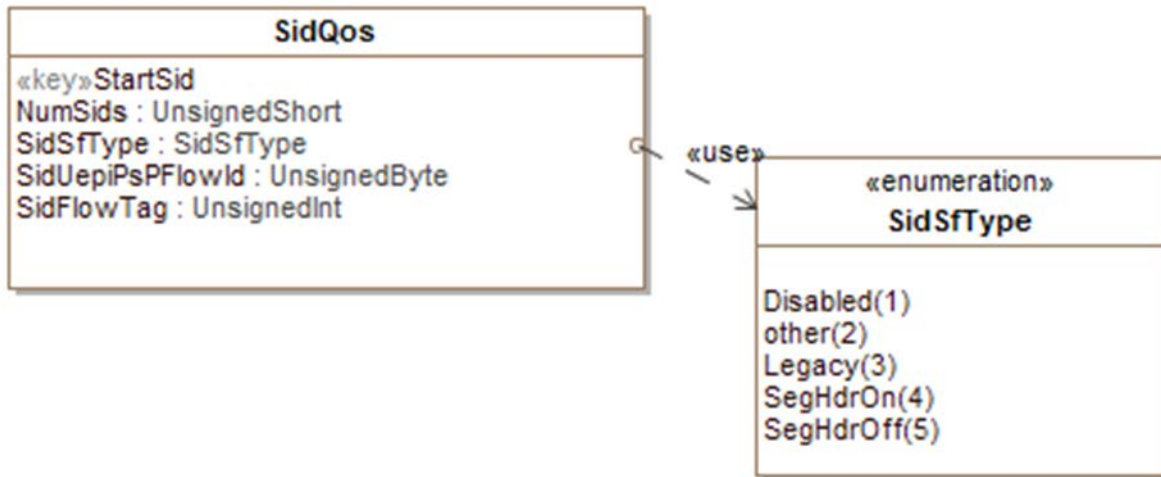 SidQos
«key»StartSid
NumSids : UnsignedShort
SidSfType : SidSfType
SidUepiPsPFlowId : UnsignedByte
SidFlowTag : UnsignedInt
«use»
«enumeration»
SidSfType
Disabled(1)
other(2)
Legacy(3)
SegHdrOn(4)
SegHdrOff(5)